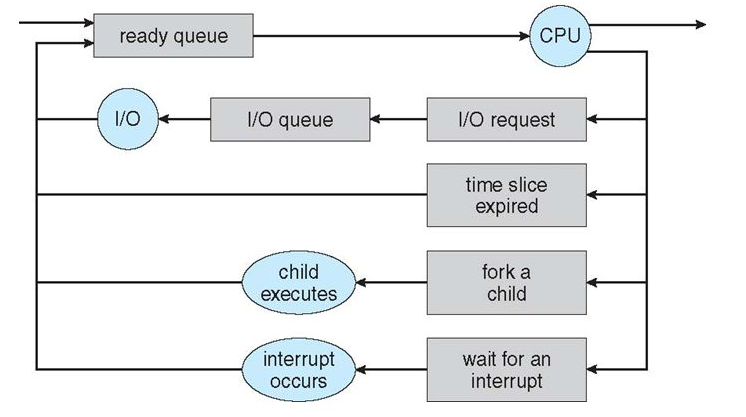 ready queue
CPU
I/O
I/O queue
I/O request
time slice
expired
child
executes
fork a
child
interrupt
occurs
wait for an
interrupt